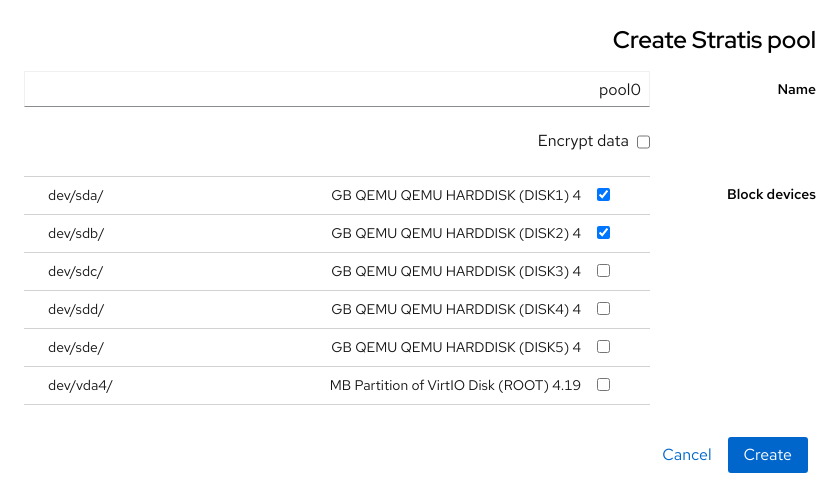 Create Stratis pool
Name
pool0
Encrypt data
Block devices
GB QEMU QEMU HARDDISK (DISK1) 4
dev/sda/
GB QEMU QEMU HARDDISK (DISK2) 4
dev/sdb/
GB QEMU QEMU HARDDISK (DISK3) 4
dev/sdc/
GB QEMU QEMU HARDDISK (DISK4) 4
dev/sdd/
GB QEMU QEMU HARDDISK (DISK5) 4
dev/sde/
MB Partition of VirtIO Disk (ROOT) 4.19
dev/vda4/
Create
Cancel